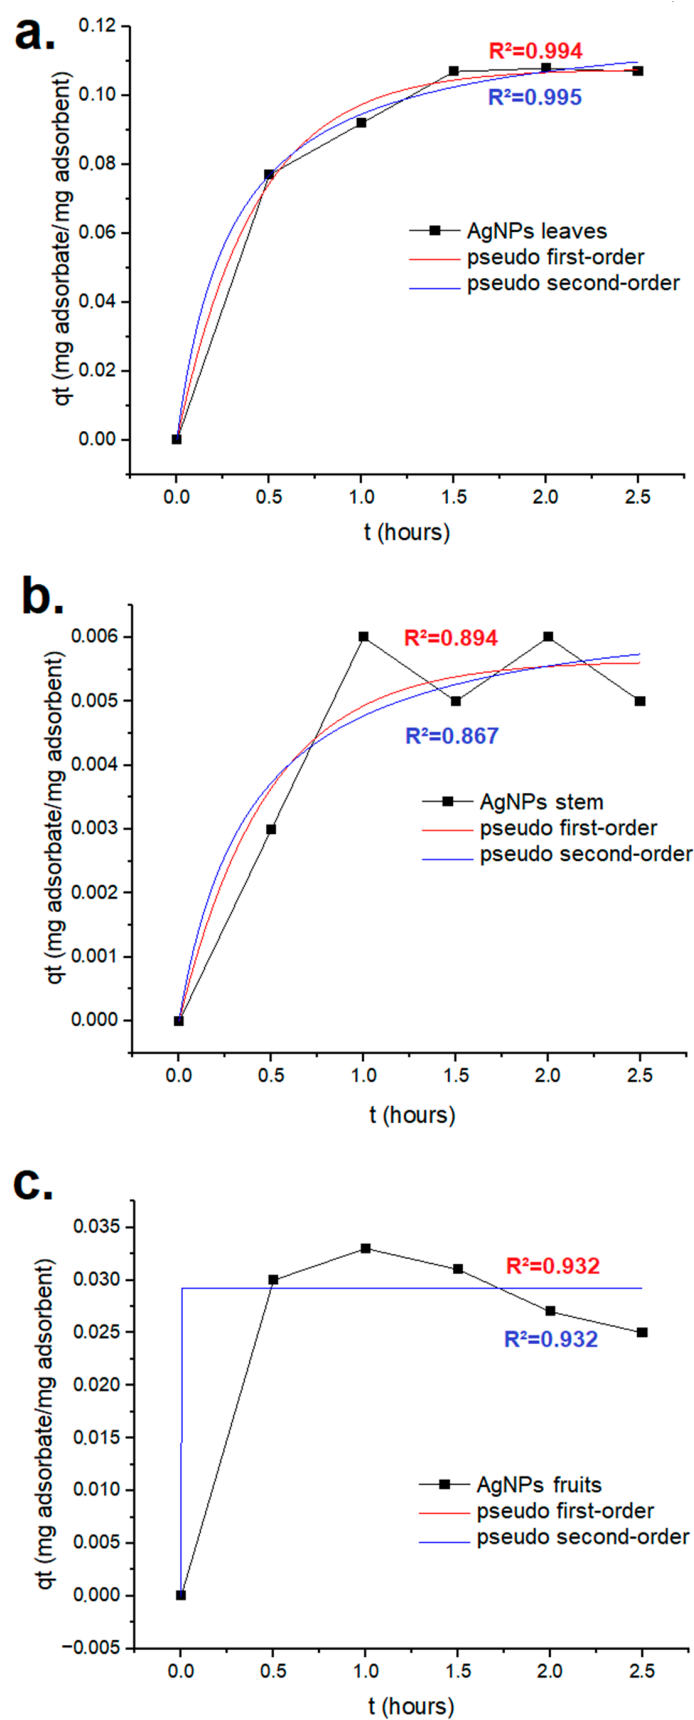 a.
R²=0.994
R²=0.995
0.12
0.10
0.08
0.06
0.04
0.02
0.00
qt (mg adsorbate/mg adsorbent)
AgNPs leaves
pseudo first-order
pseudo second-order
0.0 0.5 1.0 1.5 2.0 2.5
t (hours)
b.
R²=0.894
R²=0.867
0.006
0.005
0.004
0.003
0.002
0.001
0.000
qt (mg adsorbate/mg adsorbent)
AgNPs stem
pseudo first-order
pseudo second-order
0.0 0.5 1.0 1.5 2.0 2.5
t (hours)
c.
R²=0.932
R²=0.932
0.035
0.030
0.025
0.020
0.015
0.010
0.005
0.000
−0.005
qt (mg adsorbate/mg adsorbent)
AgNPs fruits
pseudo first-order
pseudo second-order
0.0 0.5 1.0 1.5 2.0 2.5
t (hours)